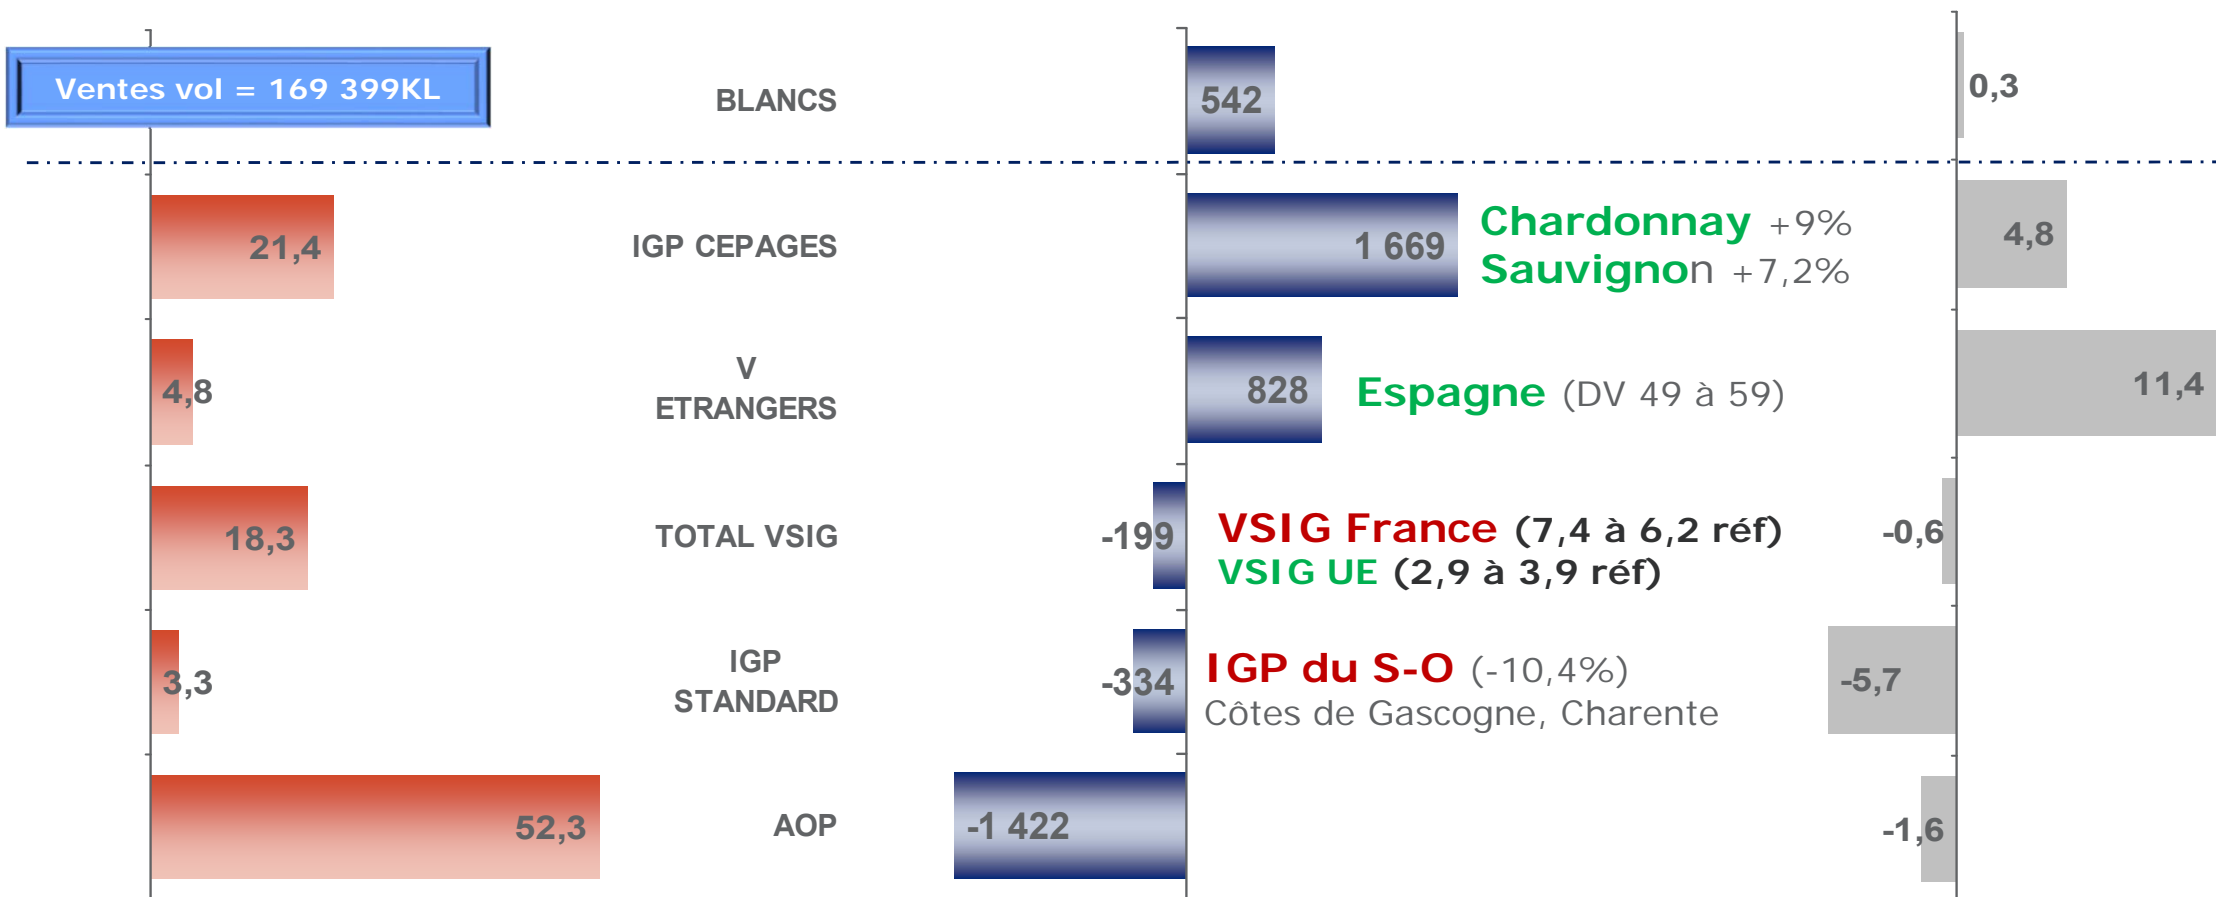 Ventes vol = 169 399KL
BLANCS
542
0,3
21,4
IGP CEPAGES
1 669
Chardonnay +9%
Sauvignon +7,2%
4,8
4,8
V
ETRANGERS
828
Espagne (DV 49 à 59)
11,4
18,3
TOTAL VSIG
-199
VSIG France (7,4 à 6,2 réf)
VSIG UE (2,9 à 3,9 réf)
-0,6
3,3
IGP
STANDARD
-334
IGP du S-O (-10,4%)
Côtes de Gascogne, Charente
-5,7
52,3
AOP
-1 422
-1,6